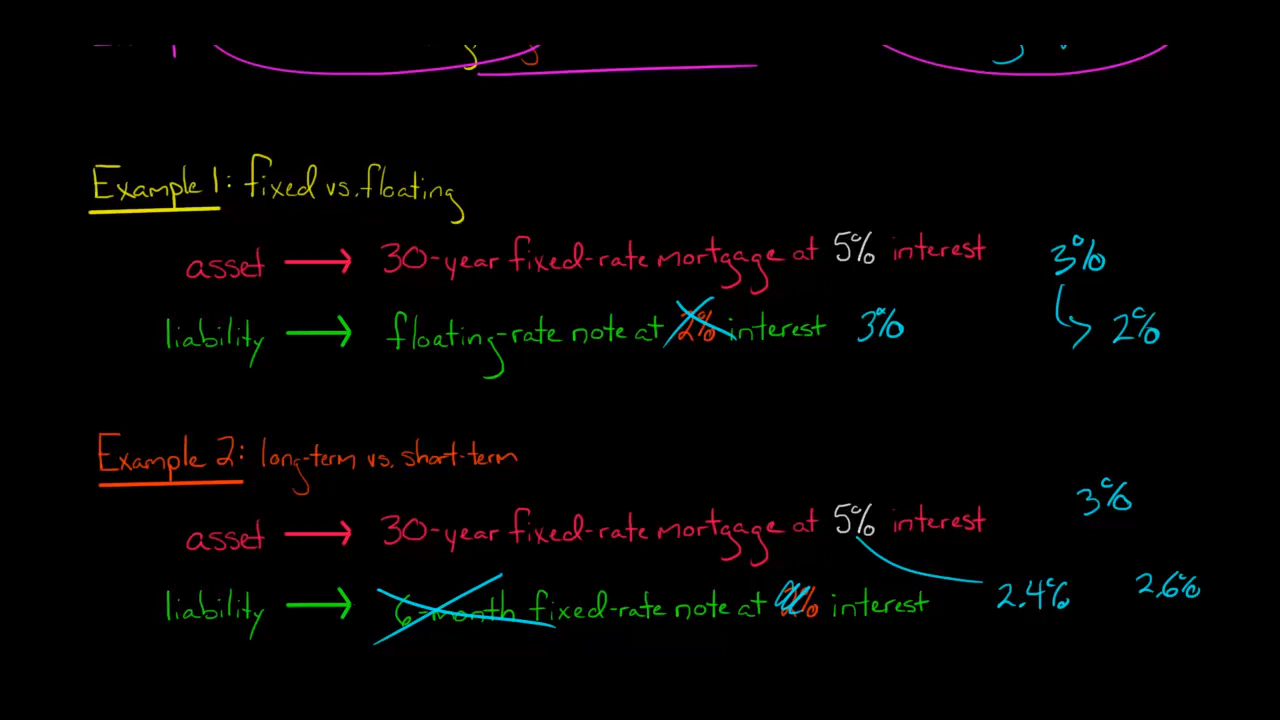 Example 1: fixed vs. floating
asset → 30-year fixed-rate mortgage at 5% interest 3%
liability → floating-rate note at 2% interest 3% 2%
Example 2: long-term vs. short-term
3%
asset → 30-year fixed-rate mortgage at 5% interest
liability → 6-month fixed-rate note at % interest 2.4% 2.6%